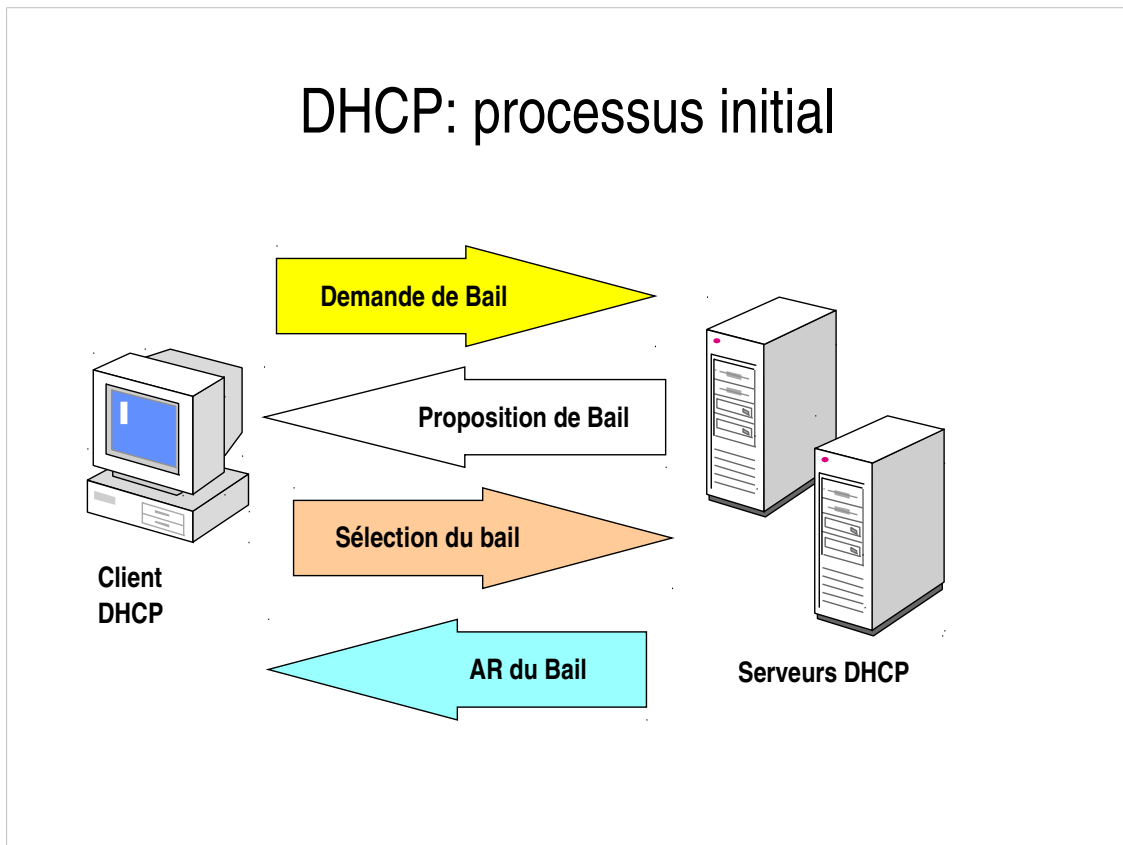 DHCP: processus initial
Demande de Bail
Proposition de Bail
Sélection du bail
Client
DHCP
AR du Bail
Serveurs DHCP